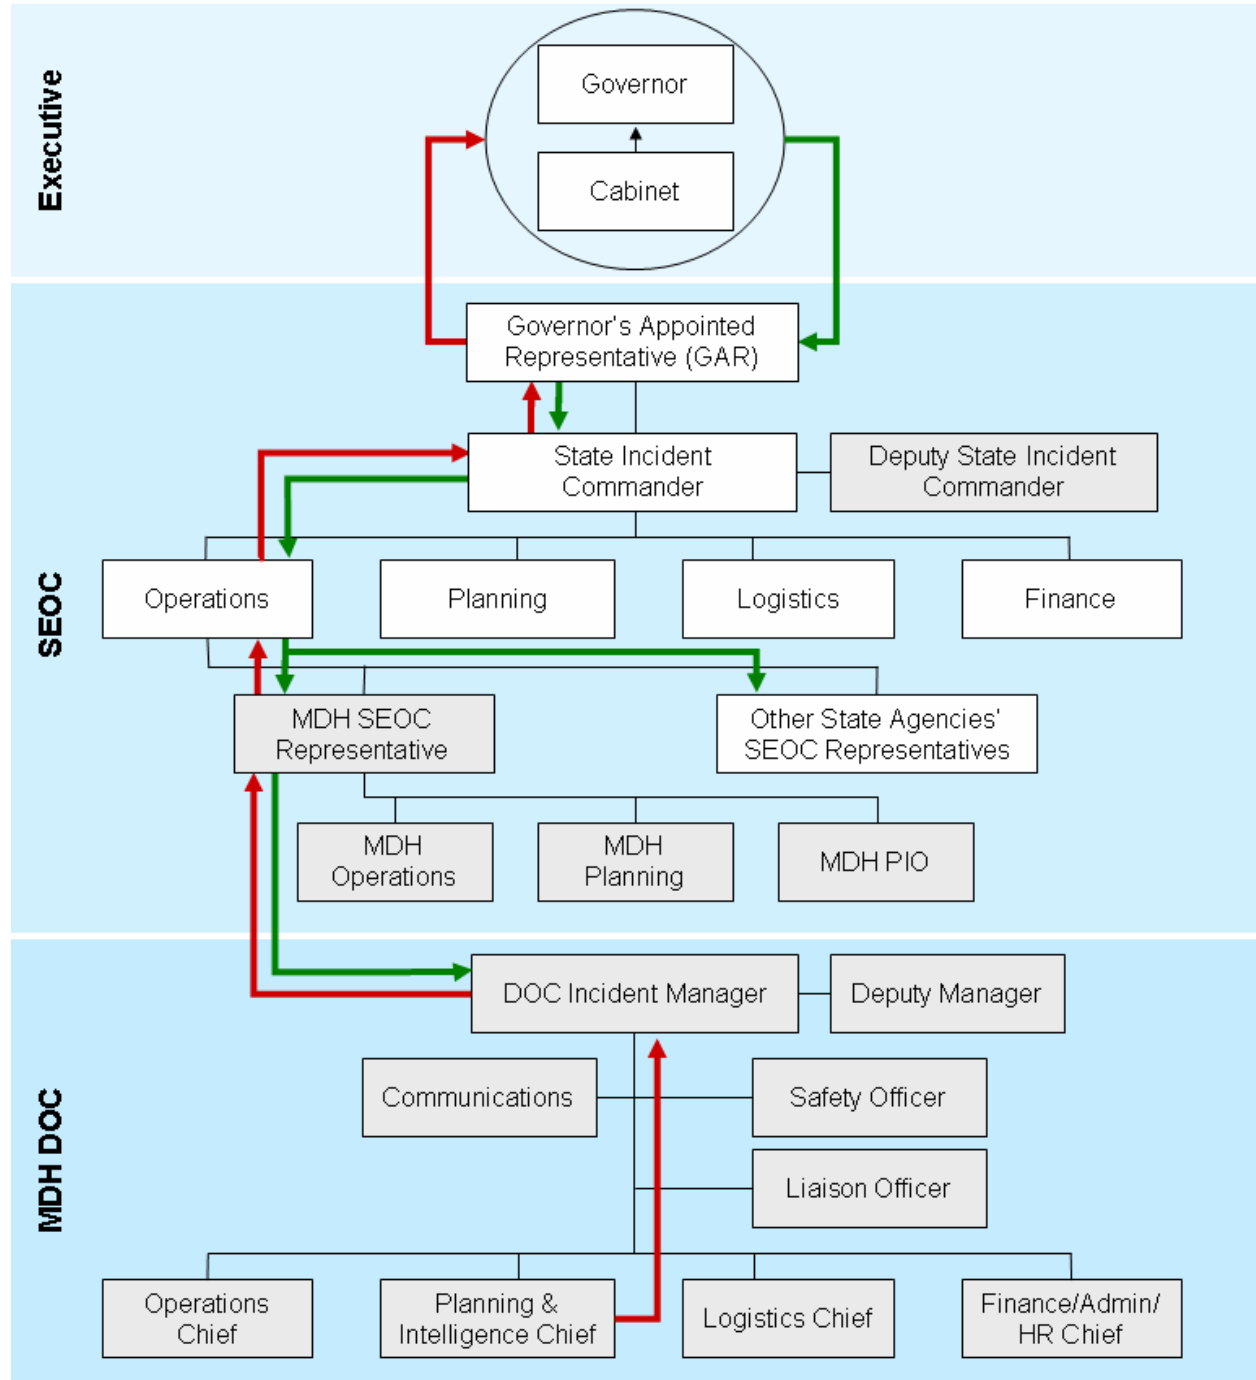 Executive
Governor
Cabinet
SEOC
Governor's Appointed
Representative (GAR)
State Incident
Commander
Deputy State Incident
Commander
Operations
Planning
Logistics
Finance
MDH SEOC
Representative
Other State Agencies'
SEOC Representatives
MDH
Operations
MDH
Planning
MDH PIO
MDH DOC
DOC Incident Manager
Deputy Manager
Communications
Safety Officer
Liaison Officer
Operations
Chief
Planning &
Intelligence Chief
Logistics Chief
Finance/Admin/
HR Chief